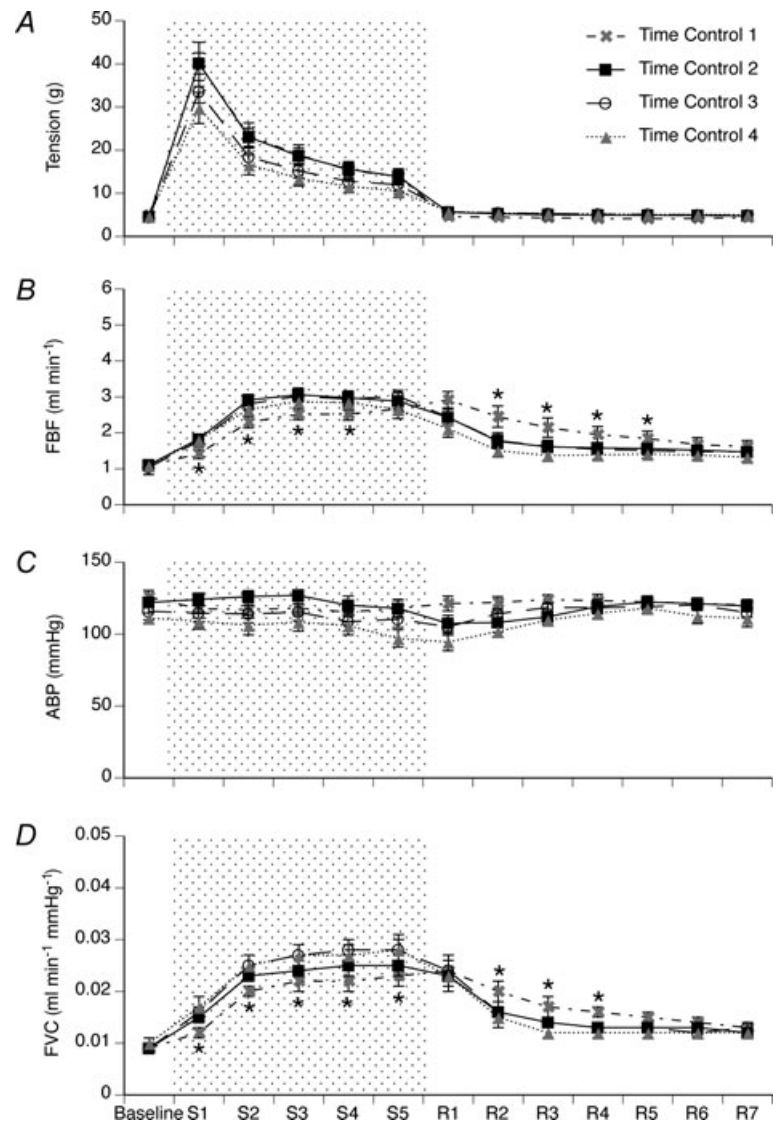 A
50
40
30
20
10
0
Tension (g)
Time Control 1
Time Control 2
Time Control 3
Time Control 4
B
6
5
4
3
2
1
0
FBF (ml min⁻¹)
* * * *
* * * *
C
150
100
50
0
ABP (mmHg)
D
0.05
0.04
0.03
0.02
0.01
0
FVC (ml min⁻¹ mmHg⁻¹)
* * *
* * * * *
Baseline S1 S2 S3 S4 S5 R1 R2 R3 R4 R5 R6 R7